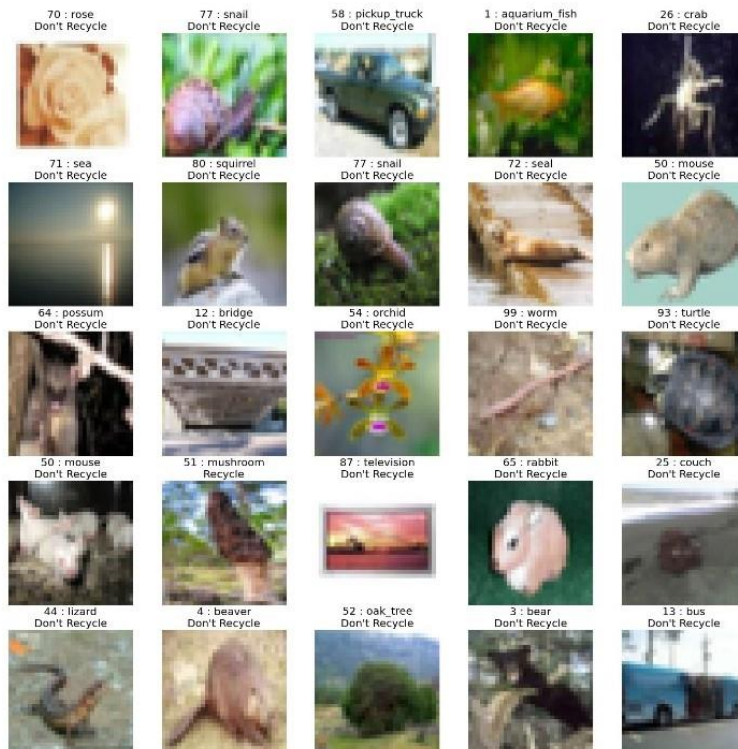 70 : rose
Don't Recycle
77 : snail
Don't Recycle
58 : pickup_truck
Don't Recycle
1 : aquarium_fish
Don't Recycle
26 : crab
Don't Recycle
71 : sea
Don't Recycle
80 : squirrel
Don't Recycle
77 : snail
Don't Recycle
72 : seal
Don't Recycle
50 : mouse
Don't Recycle
64 : possum
Don't Recycle
12 : bridge
Don't Recycle
54 : orchid
Don't Recycle
99 : worm
Don't Recycle
93 : turtle
Don't Recycle
50 : mouse
Don't Recycle
51 : mushroom
Recycle
87 : television
Don't Recycle
65 : rabbit
Don't Recycle
25 : couch
Don't Recycle
44 : lizard
Don't Recycle
4 : beaver
Don't Recycle
52 : oak_tree
Don't Recycle
3 : bear
Don't Recycle
13 : bus
Don't Recycle